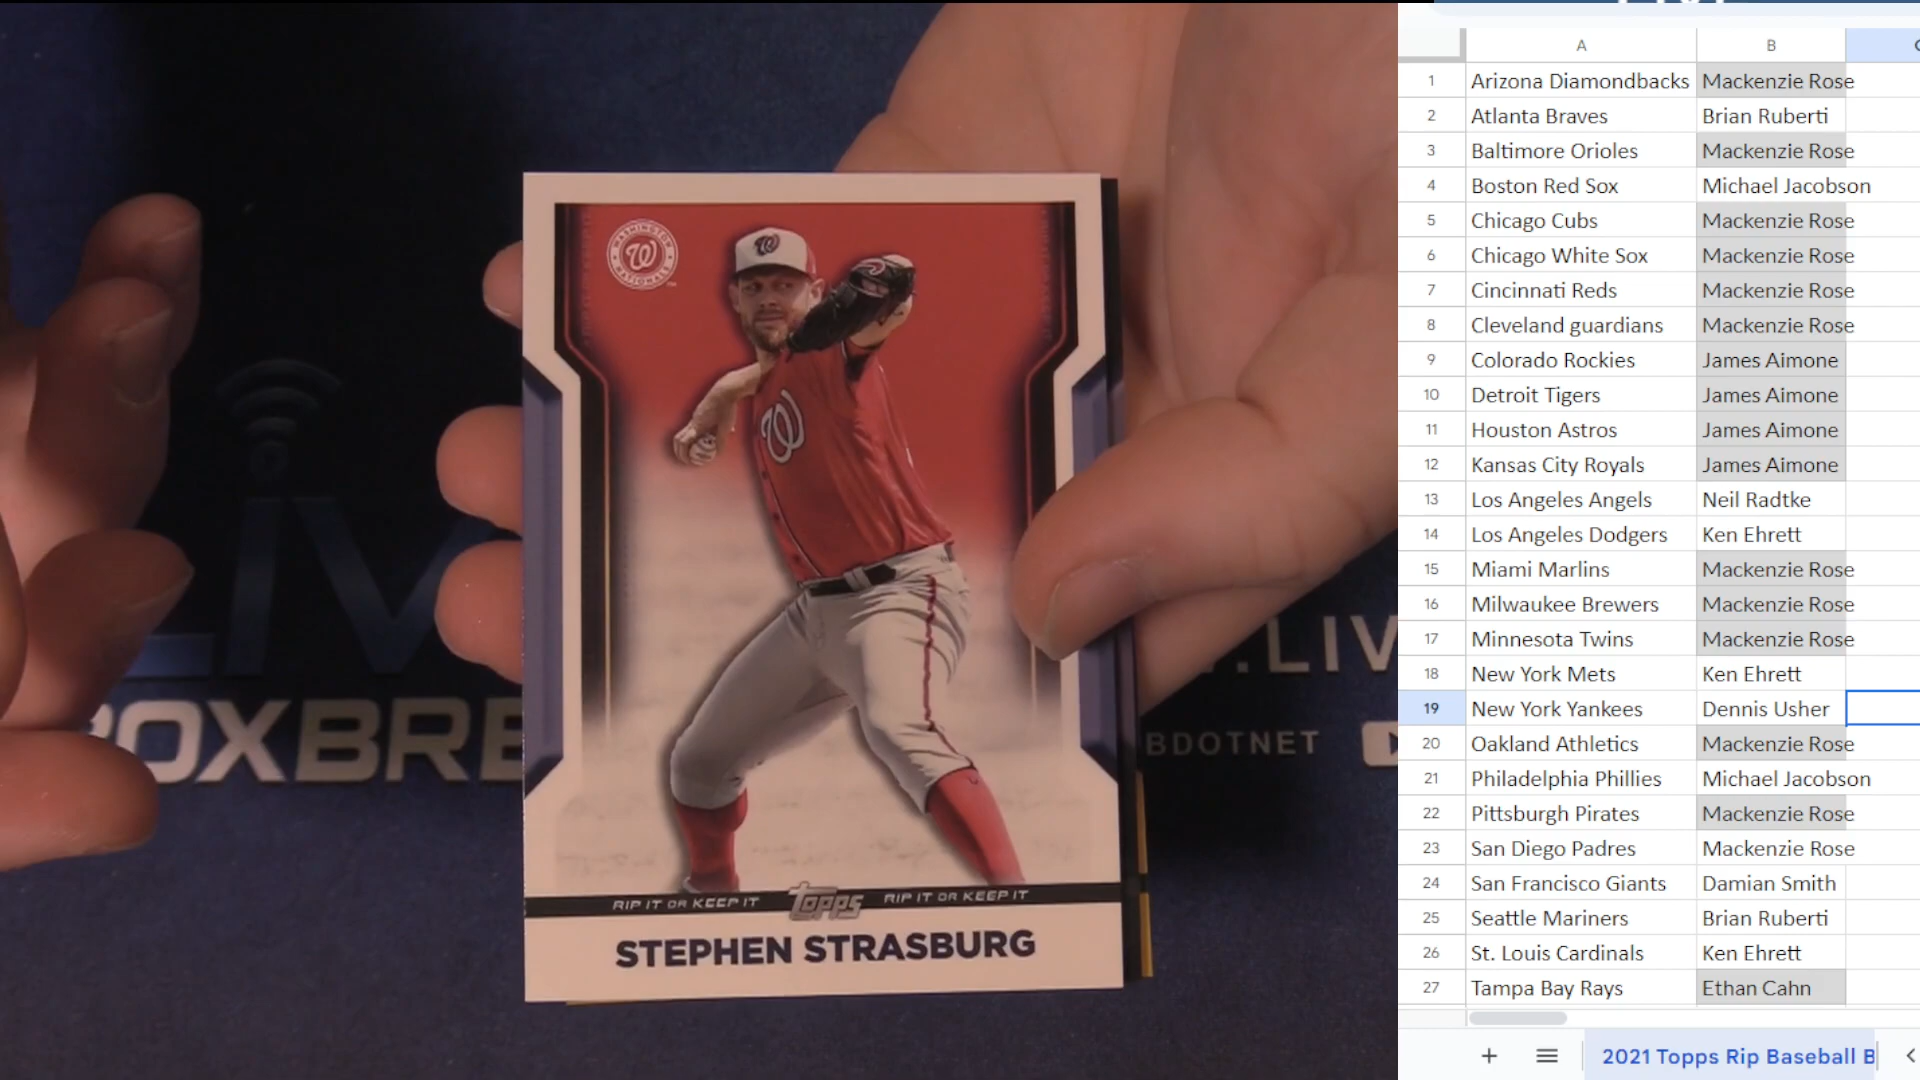 WASHINGTON
NATIONALS
W
W
W
RIP IT OR KEEP IT topps RIP IT OR KEEP IT
STEPHEN STRASBURG
LIV
OXBRE
.LIV
BDOTNET
A B
1 Arizona Diamondbacks Mackenzie Rose
2 Atlanta Braves Brian Ruberti
3 Baltimore Orioles Mackenzie Rose
4 Boston Red Sox Michael Jacobson
5 Chicago Cubs Mackenzie Rose
6 Chicago White Sox Mackenzie Rose
7 Cincinnati Reds Mackenzie Rose
8 Cleveland guardians Mackenzie Rose
9 Colorado Rockies James Aimone
10 Detroit Tigers James Aimone
11 Houston Astros James Aimone
12 Kansas City Royals James Aimone
13 Los Angeles Angels Neil Radtke
14 Los Angeles Dodgers Ken Ehrett
15 Miami Marlins Mackenzie Rose
16 Milwaukee Brewers Mackenzie Rose
17 Minnesota Twins Mackenzie Rose
18 New York Mets Ken Ehrett
19 New York Yankees Dennis Usher
20 Oakland Athletics Mackenzie Rose
21 Philadelphia Phillies Michael Jacobson
22 Pittsburgh Pirates Mackenzie Rose
23 San Diego Padres Mackenzie Rose
24 San Francisco Giants Damian Smith
25 Seattle Mariners Brian Ruberti
26 St. Louis Cardinals Ken Ehrett
27 Tampa Bay Rays Ethan Cahn
2021 Topps Rip Baseball B